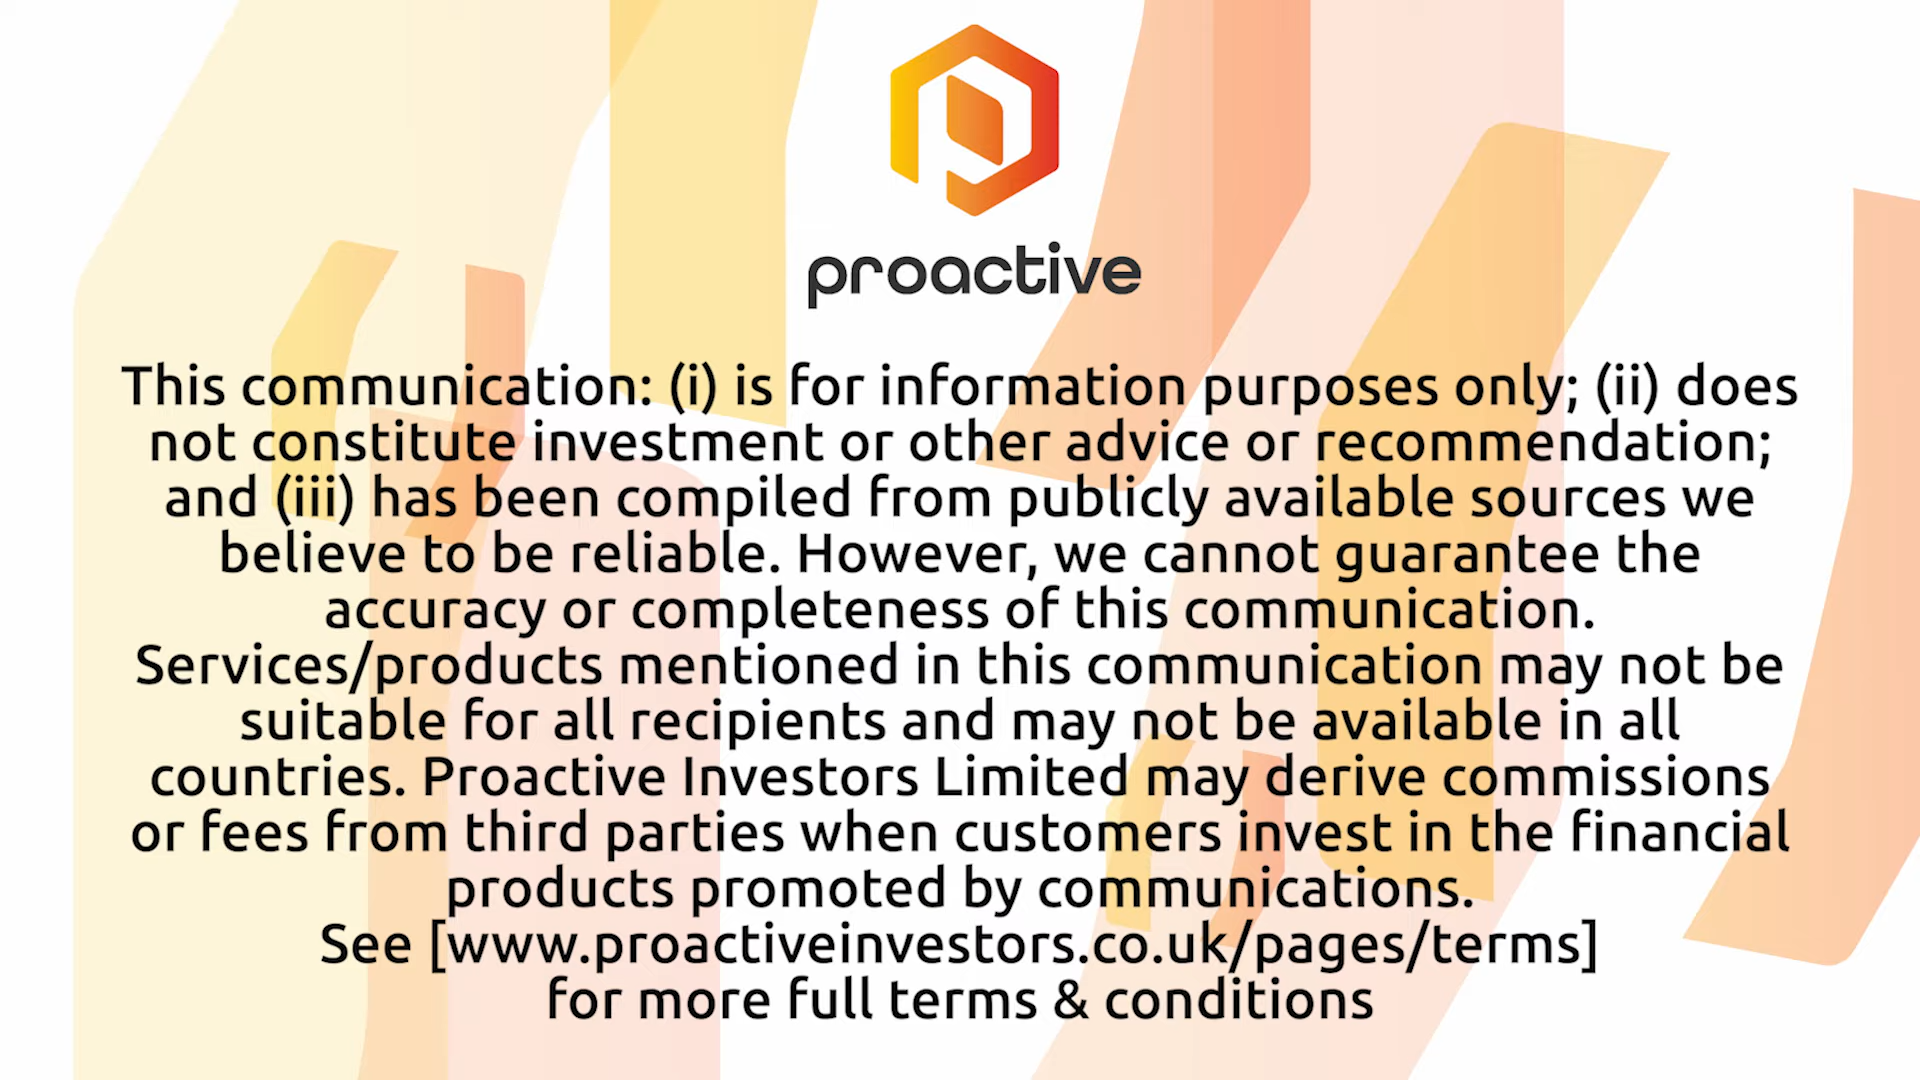 proactive
This communication: (i) is for information purposes only; (ii) does
not constitute investment or other advice or recommendation;
and (iii) has been compiled from publicly available sources we
believe to be reliable. However, we cannot guarantee the
accuracy or completeness of this communication.
Services/products mentioned in this communication may not be
suitable for all recipients and may not be available in all
countries. Proactive Investors Limited may derive commissions
or fees from third parties when customers invest in the financial
products promoted by communications.
See [www.proactiveinvestors.co.uk/pages/terms]
for more full terms & conditions